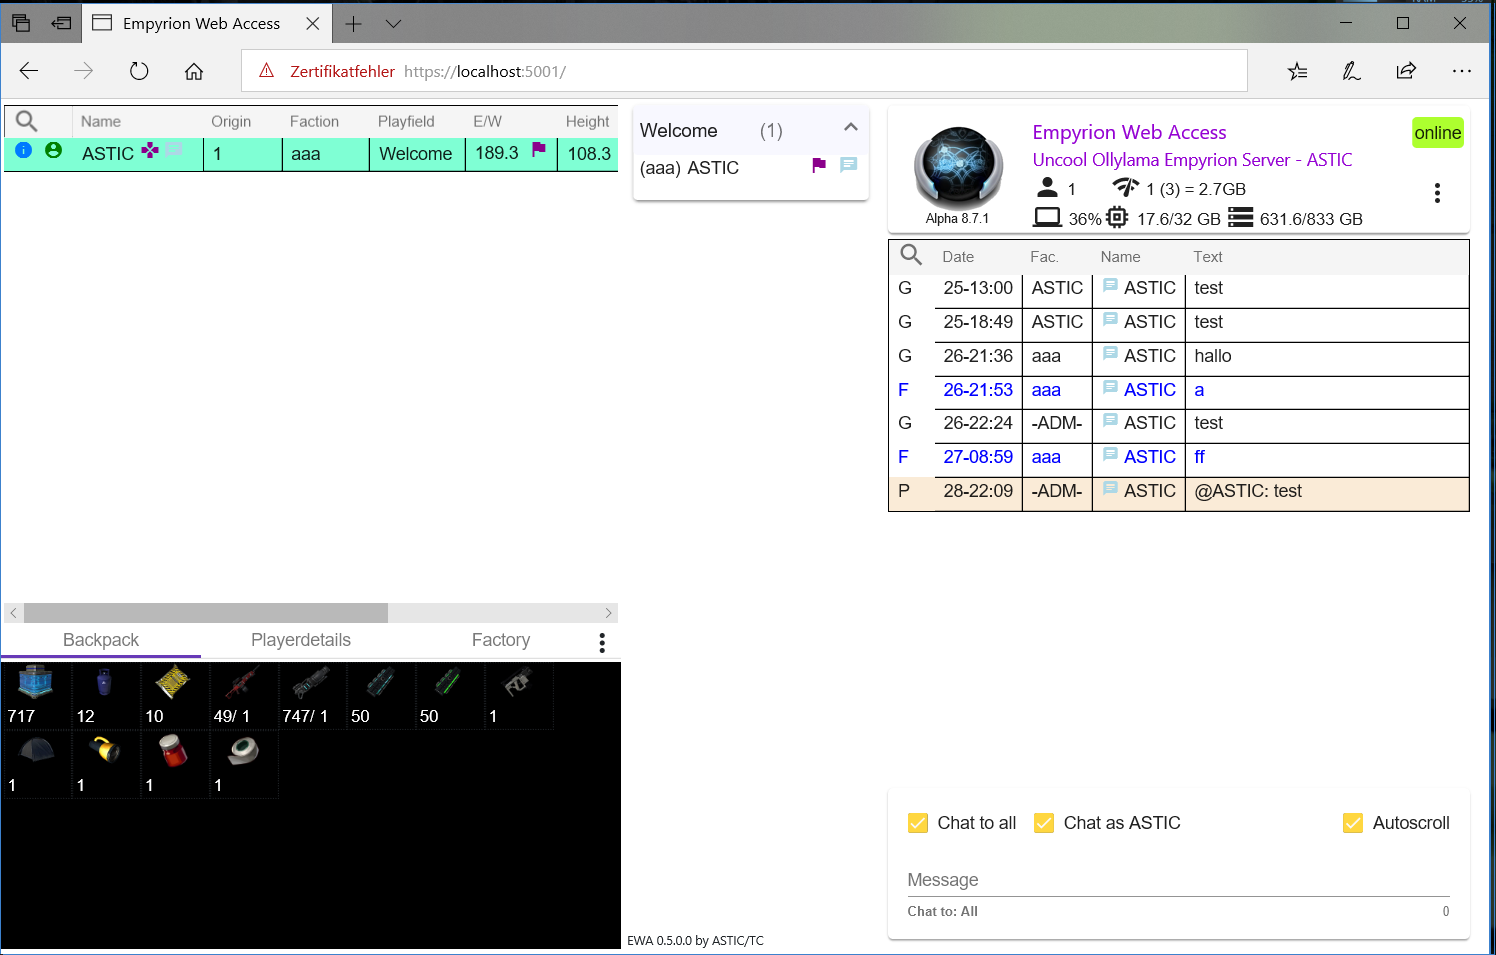 Empyrion Web Access
Zertifikatfehler https://localhost:5001/
Name Origin Faction Playfield E/W Height
ASTIC 1 aaa Welcome 189.3 108.3
Welcome (1)
(aaa) ASTIC
Empyrion Web Access
online
Uncool Ollylama Empyrion Server - ASTIC
1 1 (3) = 2.7GB
Alpha 8.7.1
36% 17.6/32 GB 631.6/833 GB
Date Fac. Name Text
G 25-13:00 ASTIC ASTIC test
G 25-18:49 ASTIC ASTIC test
G 26-21:36 aaa ASTIC hallo
F 26-21:53 aaa ASTIC a
G 26-22:24 -ADM- ASTIC test
F 27-08:59 aaa ASTIC ff
P 28-22:09 -ADM- ASTIC @ASTIC: test
Backpack Playerdetails Factory
717 12 10 49/ 1 747/ 1 50 50 1
1 1 1 1
Chat to all Chat as ASTIC Autoscroll
Message
Chat to: All 0
EWA 0.5.0.0 by ASTIC/TC